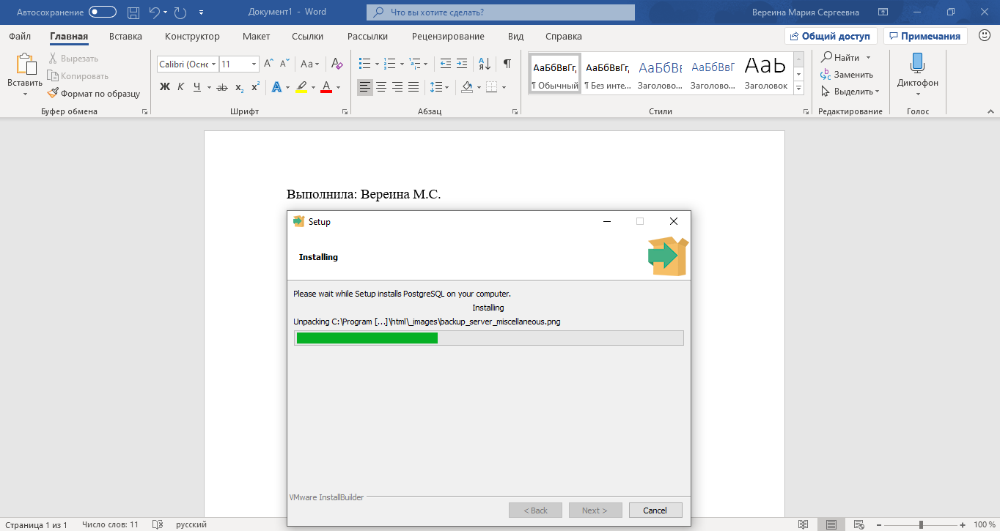 Автосохранение
Документ1 - Word
Что вы хотите сделать?
Вереина Мария Сергеевна
Файл Главная Вставка Конструктор Макет Ссылки Рассылки Рецензирование Вид Справка
Общий доступ
Примечания
Вставить
Вырезать
Копировать
Формат по образцу
Буфер обмена
Calibri (Оснс 11
Ж К Ч ab x₂ x² A A
Шрифт
Абзац
АаБбВвГг, АаБбВвГг, АаБбВв АаБбВвГ Аab
¶ Обычный ¶ Без инте... Заголово... Заголово... Заголовок
Стили
Найти
Заменить
Выделить
Редактирование
Диктофон
Голос
Выполнила: Вереина М.С.
Setup
Installing
Please wait while Setup installs PostgreSQL on your computer.
Installing
Unpacking C:\Program [...]\html\_images\backup_server_miscellaneous.png
VMware InstallBuilder
< Back Next > Cancel
Страница 1 из 1 Число слов: 11 русский 100 %